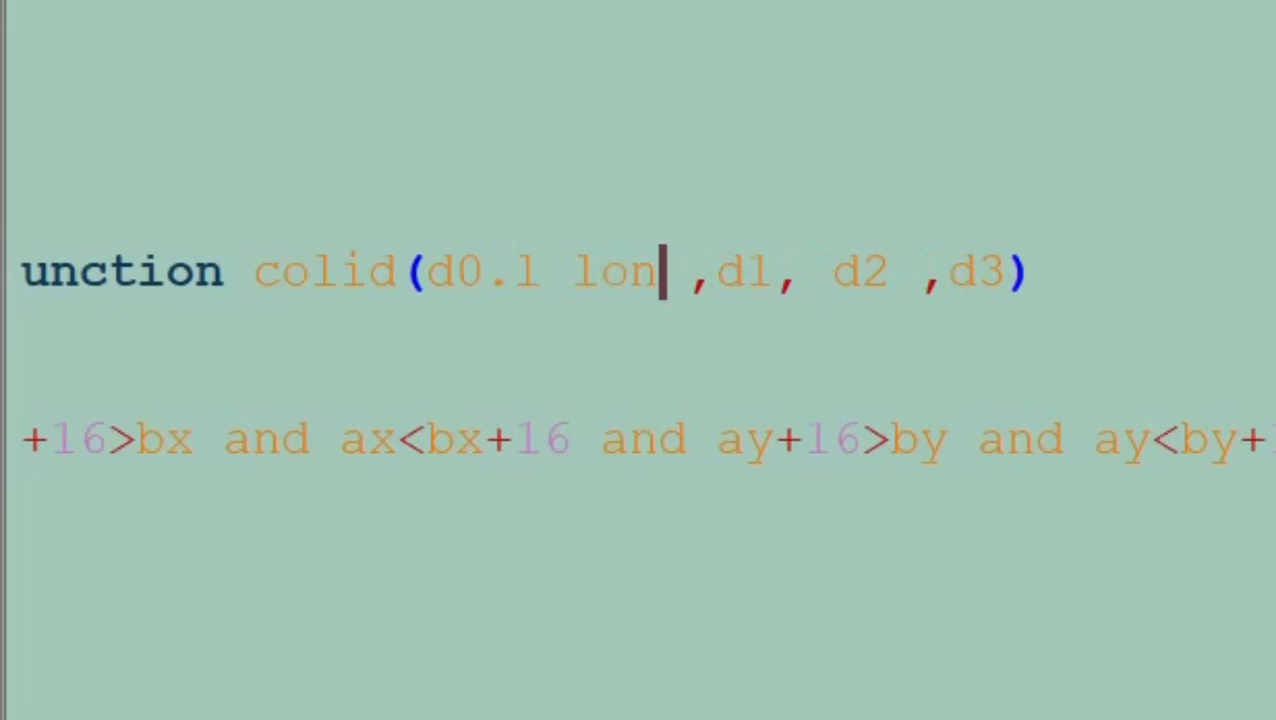 unction colid(d0.l lon ,d1, d2 ,d3)
+16>bx and ax<bx+16 and ay+16>by and ay<by+